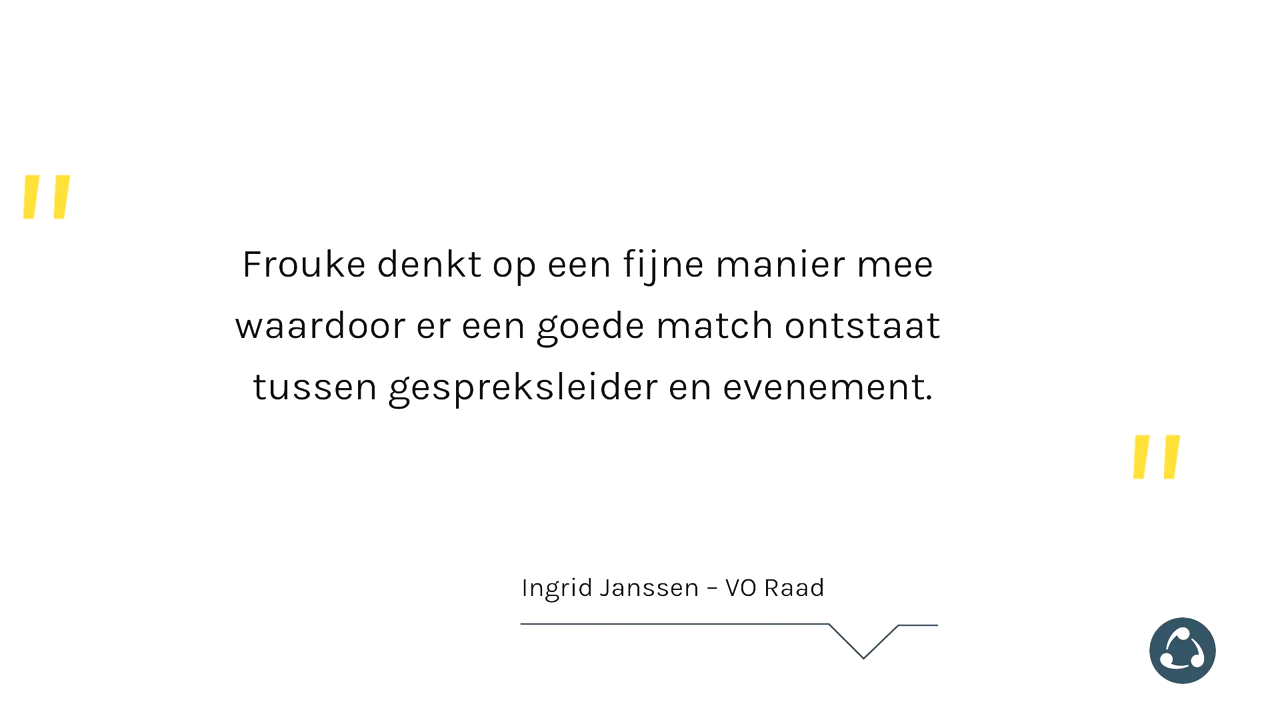 "
Frouke denkt op een fijne manier mee
waardoor er een goede match ontstaat
tussen gespreksleider en evenement.
"
Ingrid Janssen – VO Raad